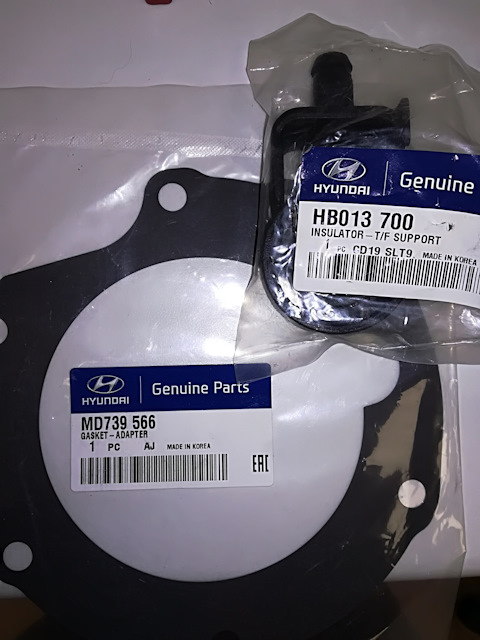 HYUNDAI
Genuine
HB013 700
INSULATOR-T/F SUPPORT
1 PC CD19 SLT9 MADE IN KOREA
HYUNDAI
Genuine Parts
MD739 566
GASKET-ADAPTER
1 PC AJ MADE IN KOREA
EAC